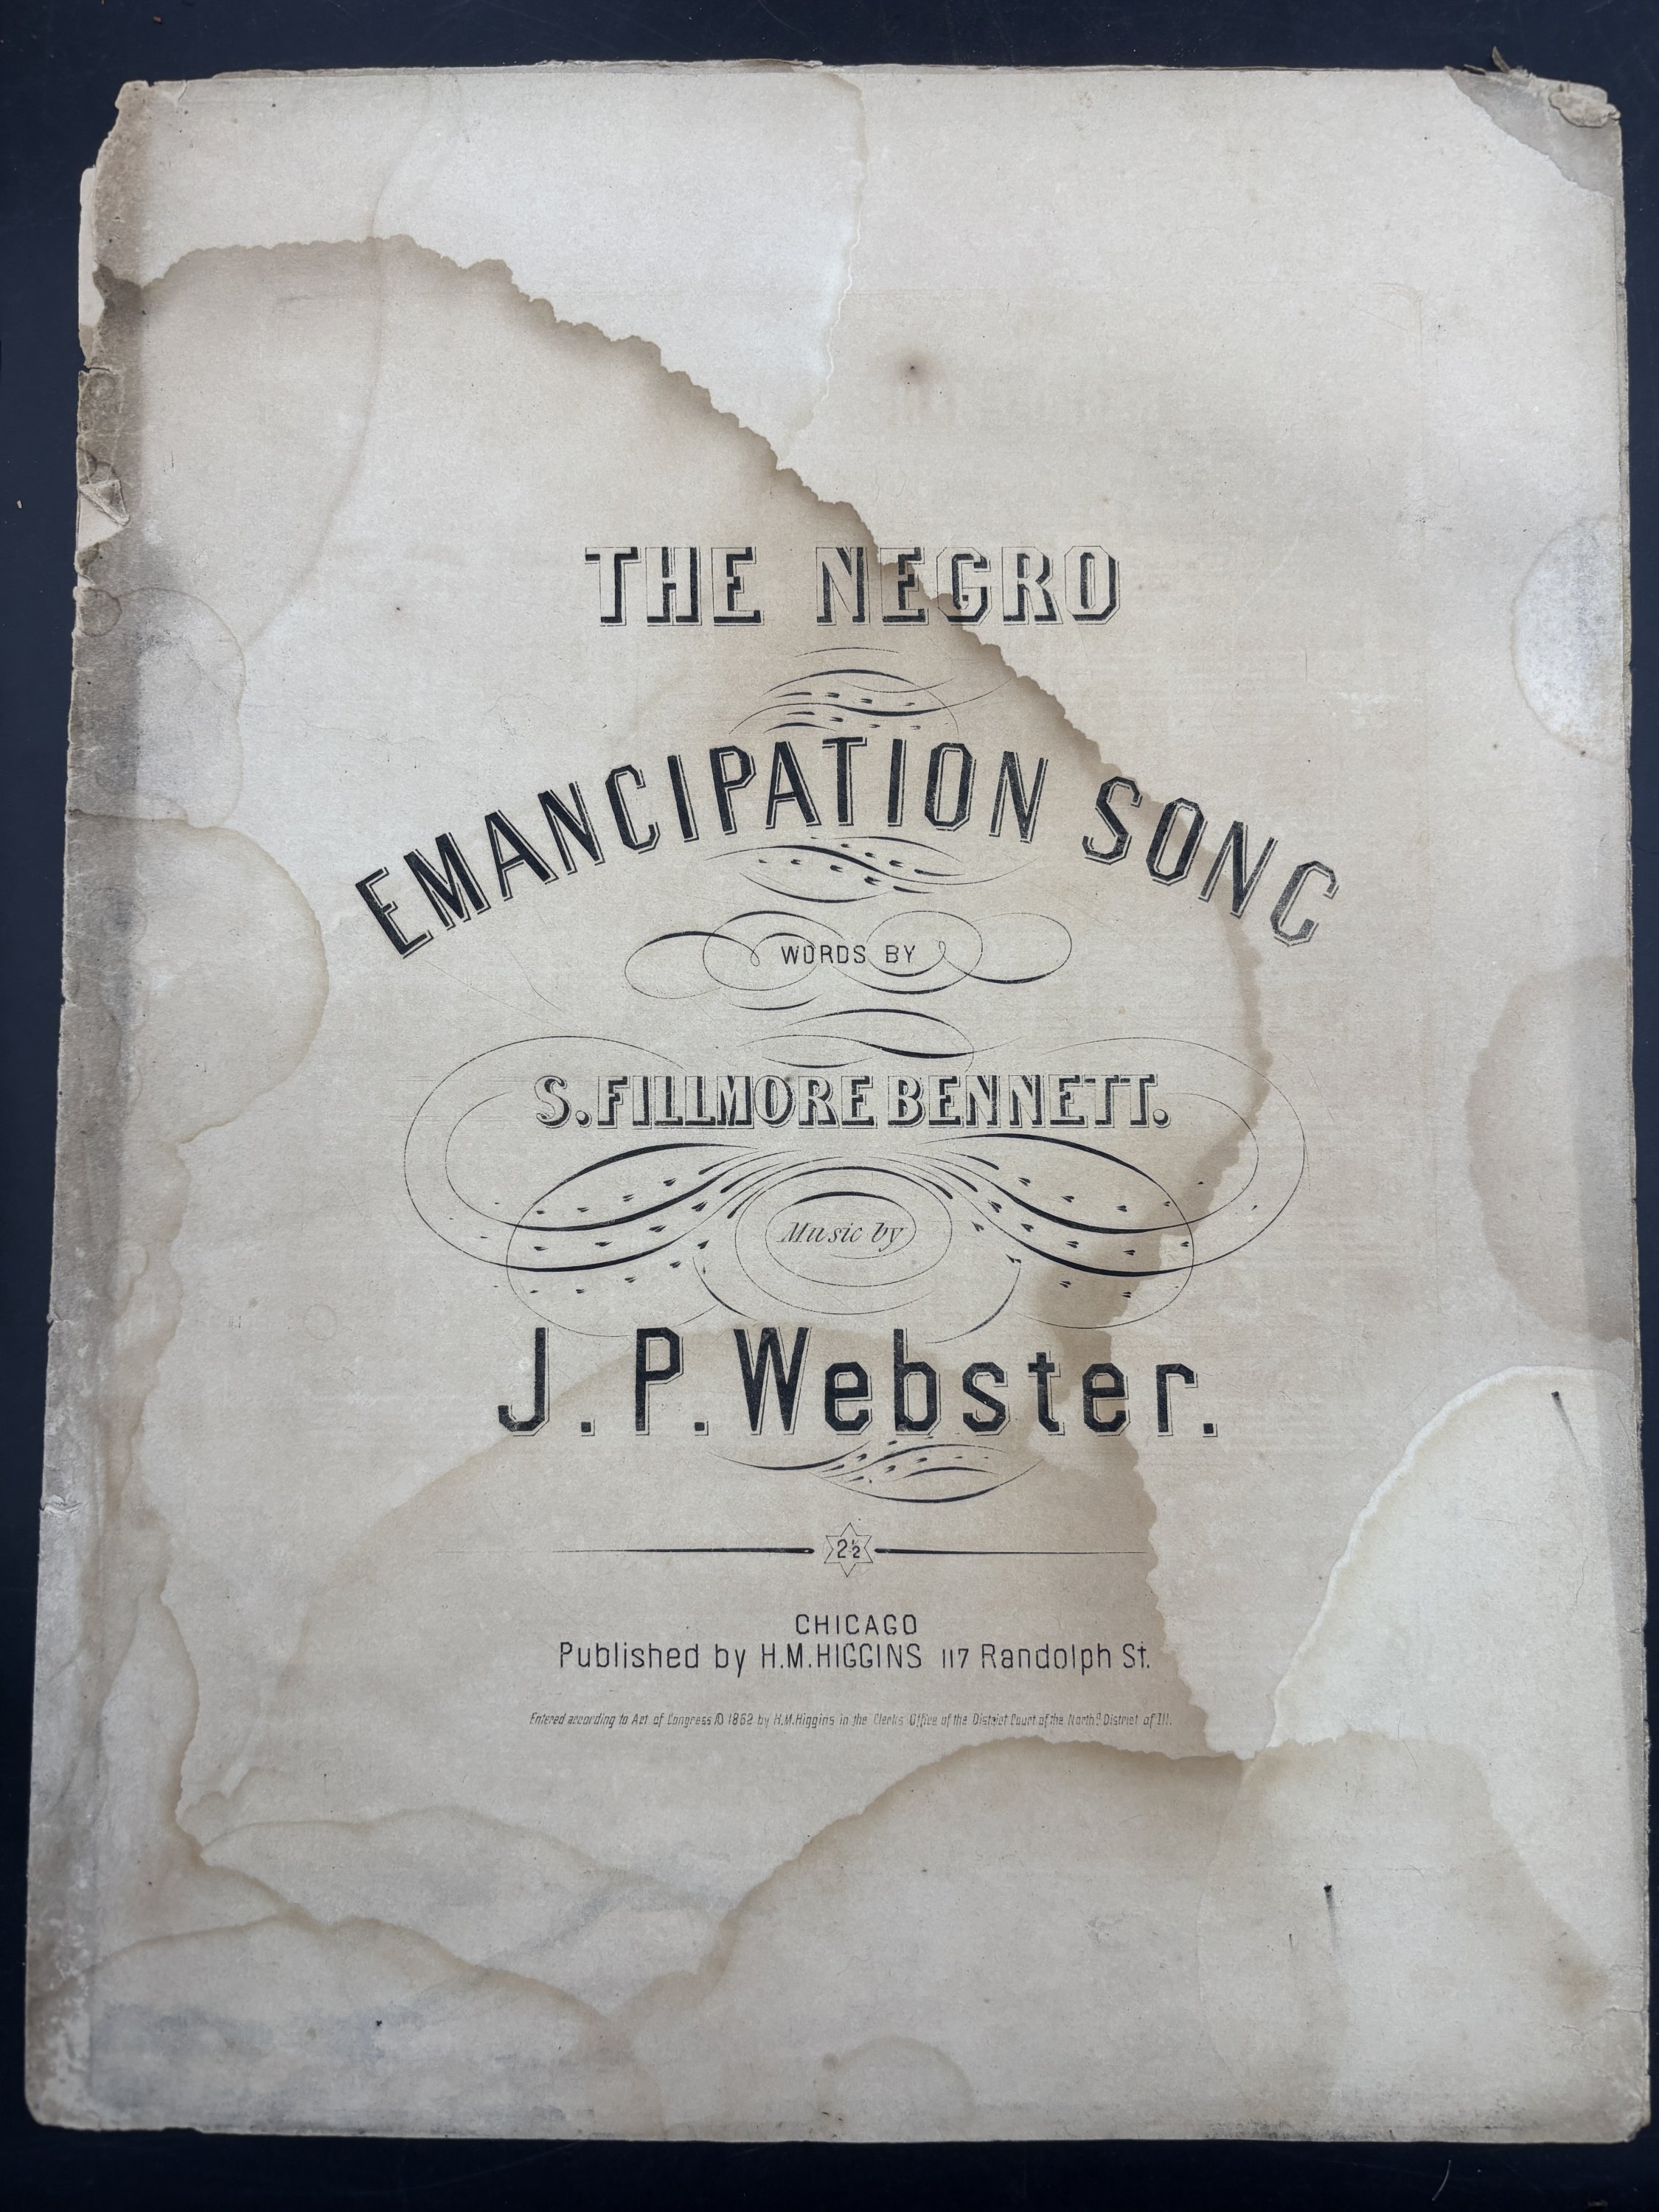 THE NEGRO
EMANCIPATION SONG
WORDS BY
S. FILLMORE BENNETT.
Music by
J. P. Webster.
2½
CHICAGO
Published by H.M. HIGGINS 117 Randolph St.
Entered according to Act of Congress AD 1862 by H.M. Higgins in the Clerks Office of the District Court of the Northn District of Ill.